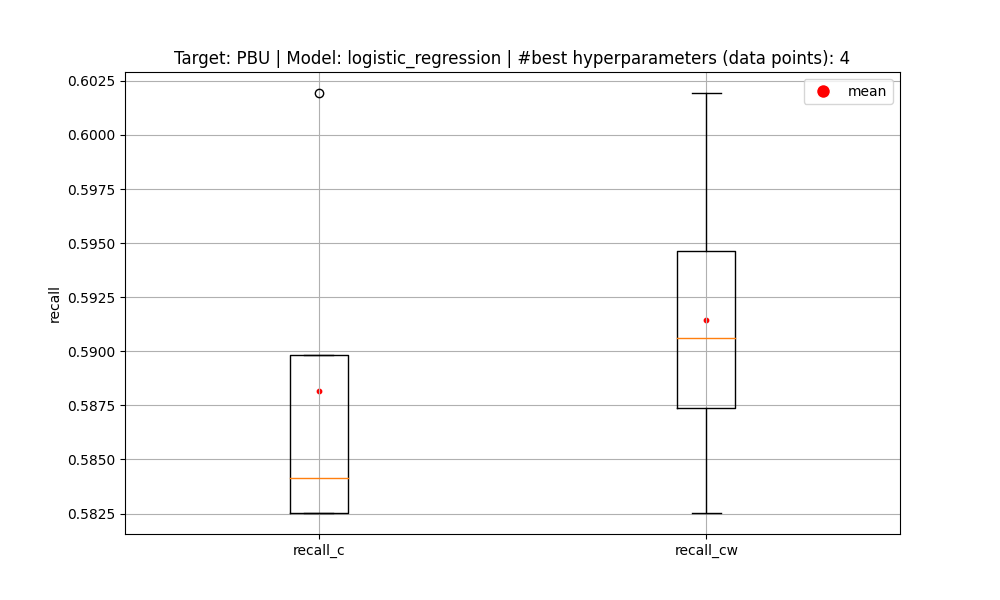 Target: PBU | Model: logistic_regression | #best hyperparameters (data points): 4
mean
0.6025
0.6000
0.5975
0.5950
0.5925
0.5900
0.5875
0.5850
0.5825
recall
recall_c
recall_cw